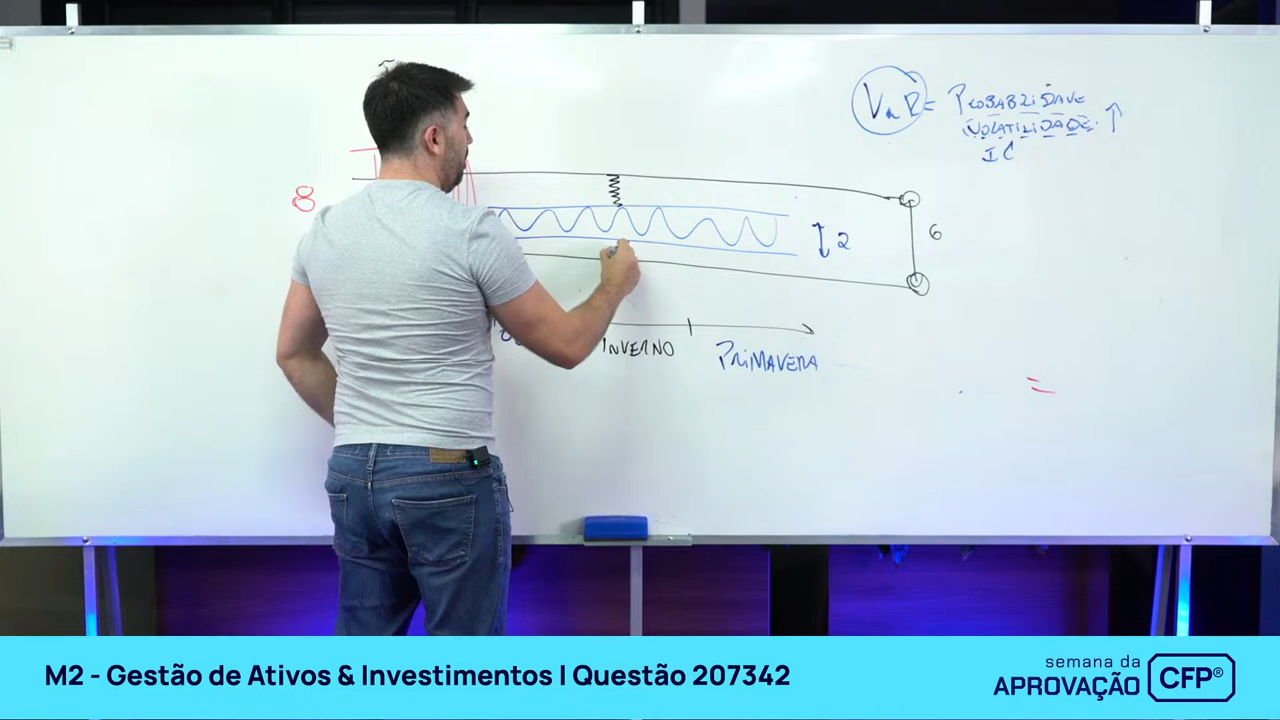 VaR = PROBABILIDADE
VOLATILIDADE ↑
IC
8
2
6
INVERNO
PRIMAVERA
=
M2 - Gestão de Ativos & Investimentos | Questão 207342
semana da
APROVAÇÃO
CFP®